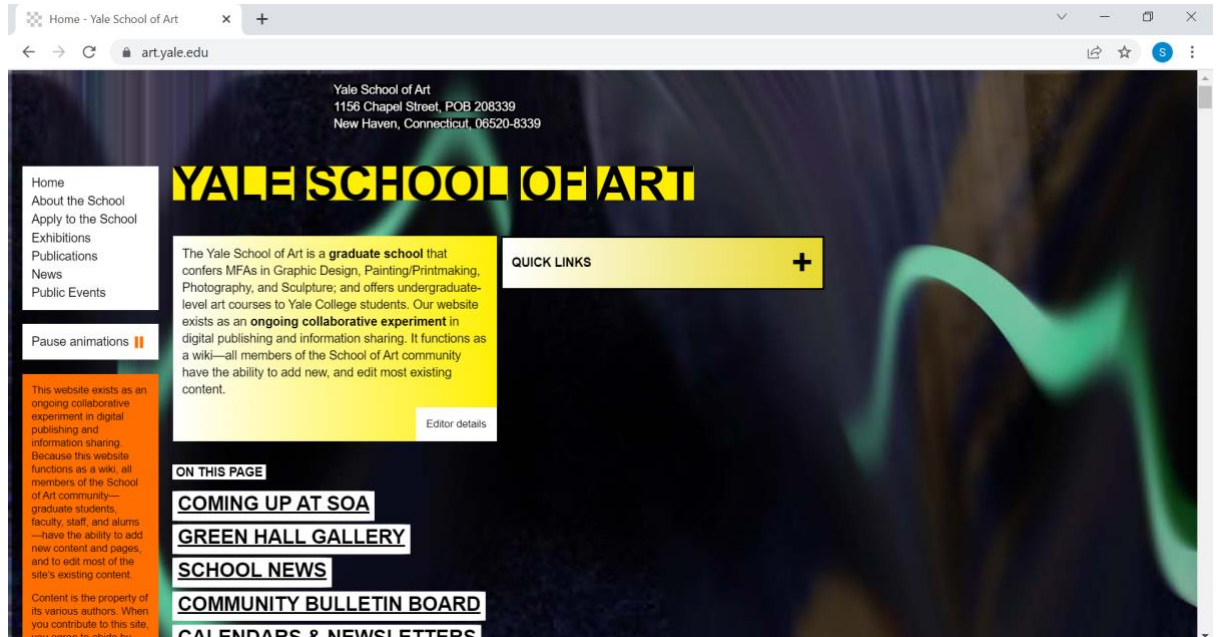 Home - Yale School of Art
art.yale.edu
S
Yale School of Art
1156 Chapel Street, POB 208339
New Haven, Connecticut, 06520-8339
Home
About the School
Apply to the School
Exhibitions
Publications
News
Public Events
Pause animations
This website exists as an
ongoing collaborative
experiment in digital
publishing and
information sharing.
Because this website
functions as a wiki, all
members of the School
of Art community—
graduate students,
faculty, staff, and alums
—have the ability to add
new content and pages,
and to edit most of the
site's existing content.
Content is the property of
its various authors. When
you contribute to this site,
you agree to abide by
YALE SCHOOL OF ART
The Yale School of Art is a graduate school that
confers MFAs in Graphic Design, Painting/Printmaking,
Photography, and Sculpture; and offers undergraduate-
level art courses to Yale College students. Our website
exists as an ongoing collaborative experiment in
digital publishing and information sharing. It functions as
a wiki—all members of the School of Art community
have the ability to add new, and edit most existing
content.
Editor details
QUICK LINKS
ON THIS PAGE
COMING UP AT SOA
GREEN HALL GALLERY
SCHOOL NEWS
COMMUNITY BULLETIN BOARD
CALENDARS & NEWSLETTERS